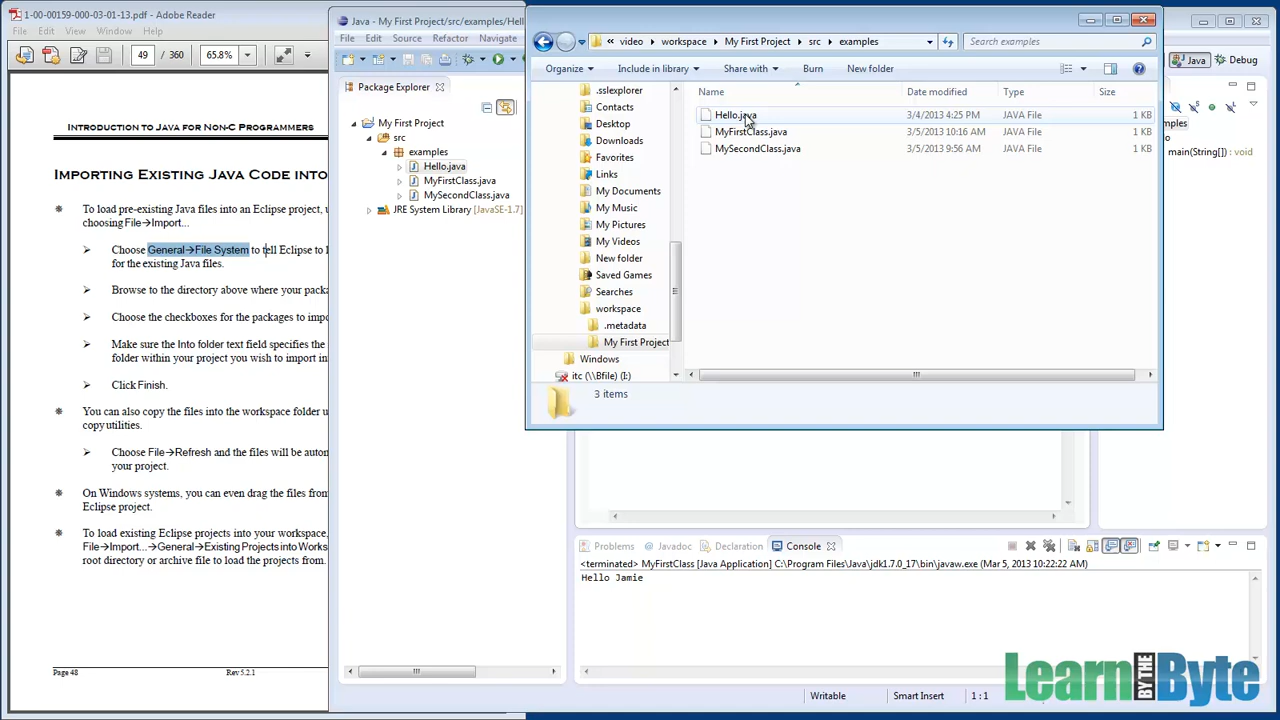 1-00-00159-000-03-01-13.pdf - Adobe Reader
File Edit View Window Help
49 / 360 65.8%
INTRODUCTION TO JAVA FOR NON-C PROGRAMMERS
IMPORTING EXISTING JAVA CODE INTO
To load pre-existing Java files into an Eclipse project, u
choosing File→Import...
Choose General→File System to tell Eclipse to l
for the existing Java files.
Browse to the directory above where your packa
Choose the checkboxes for the packages to impo
Make sure the Into folder text field specifies the
folder within your project you wish to import in
Click Finish.
You can also copy the files into the workspace folder u
copy utilities.
Choose File→Refresh and the files will be autom
your project.
On Windows systems, you can even drag the files from
Eclipse project.
To load existing Eclipse projects into your workspace,
File→Import...→General→Existing Projects into Works
root directory or archive file to load the projects from.
Page 48 Rev 5.2.1
Java - My First Project/src/examples/Hel
File Edit Source Refactor Navigate
Package Explorer
My First Project
src
examples
Hello.java
MyFirstClass.java
MySecondClass.java
JRE System Library [JavaSE-1.7]
« video workspace My First Project src examples Search examples
Organize Include in library Share with Burn New folder
.sslexplorer
Contacts
Desktop
Downloads
Favorites
Links
My Documents
My Music
My Pictures
My Videos
New folder
Saved Games
Searches
workspace
.metadata
My First Project
Windows
itc (\\Bfile) (I:)
Name Date modified Type Size
Hello.java 3/4/2013 4:25 PM JAVA File 1 KB
MyFirstClass.java 3/5/2013 10:16 AM JAVA File 1 KB
MySecondClass.java 3/5/2013 9:56 AM JAVA File 1 KB
3 items
Java Debug
mples
main(String[]) : void
Problems Javadoc Declaration Console
<terminated> MyFirstClass [Java Application] C:\Program Files\Java\jdk1.7.0_17\bin\javaw.exe (Mar 5, 2013 10:22:22 AM)
Hello Jamie
Writable Smart Insert 1 : 1
Learn BY THE Byte